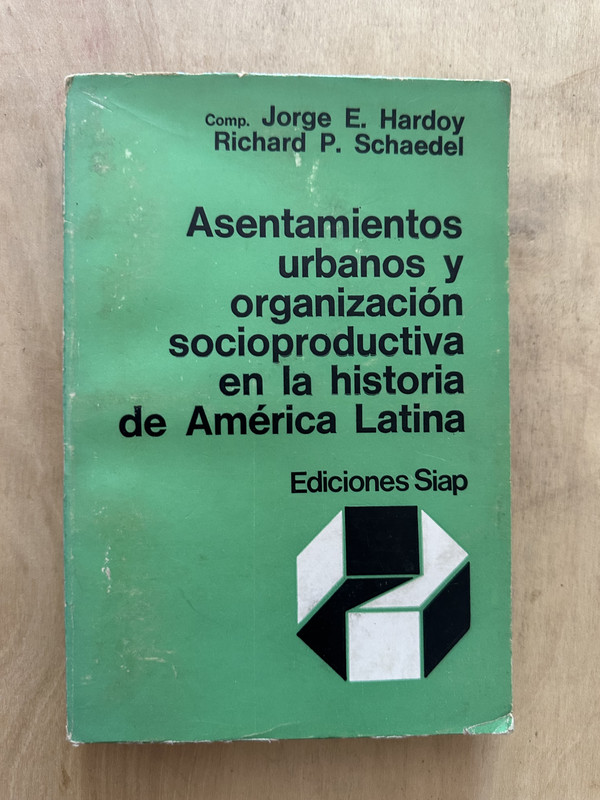 Comp. Jorge E. Hardoy
Richard P. Schaedel
Asentamientos
urbanos y
organización
socioproductiva
en la historia
de América Latina
Ediciones Siap